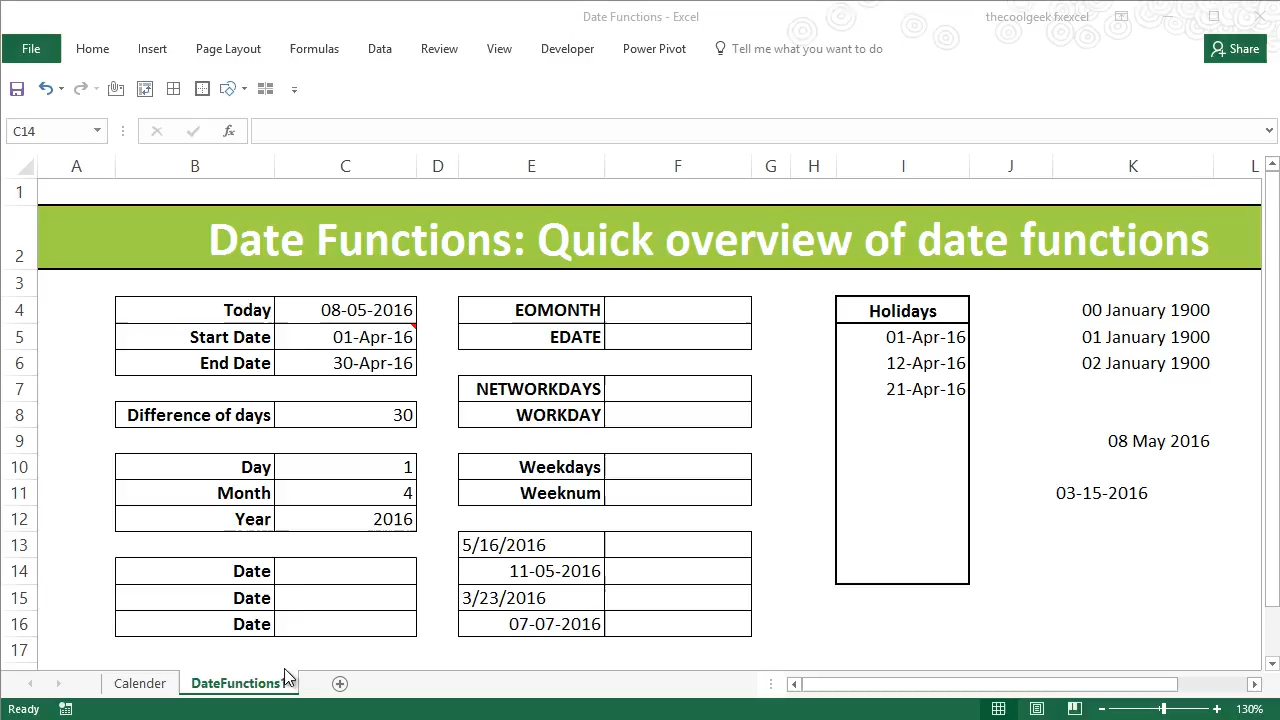 Date Functions - Excel
thecoolgeek fxexcel
File Home Insert Page Layout Formulas Data Review View Developer Power Pivot Tell me what you want to do Share
C14 fx
A B C D E F G H I J K L
1
2 Date Functions: Quick overview of date functions
3
4 Today 08-05-2016 EOMONTH Holidays 00 January 1900
5 Start Date 01-Apr-16 EDATE 01-Apr-16 01 January 1900
6 End Date 30-Apr-16 12-Apr-16 02 January 1900
7 NETWORKDAYS 21-Apr-16
8 Difference of days 30 WORKDAY
9 08 May 2016
10 Day 1 Weekdays
11 Month 4 Weeknum 03-15-2016
12 Year 2016
13 5/16/2016
14 Date 11-05-2016
15 Date 3/23/2016
16 Date 07-07-2016
17
Calender DateFunctions
Ready 130%